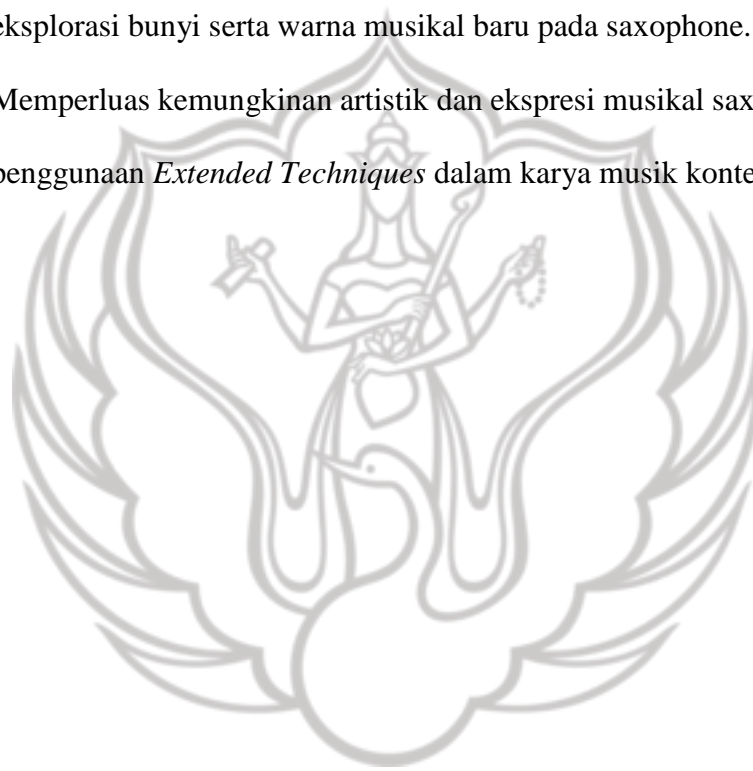 eksplorasi bunyi serta warna musikal baru pada saxophone.
Memperluas kemungkinan artistik dan ekspresi musikal sax
penggunaan Extended Techniques dalam karya musik konte